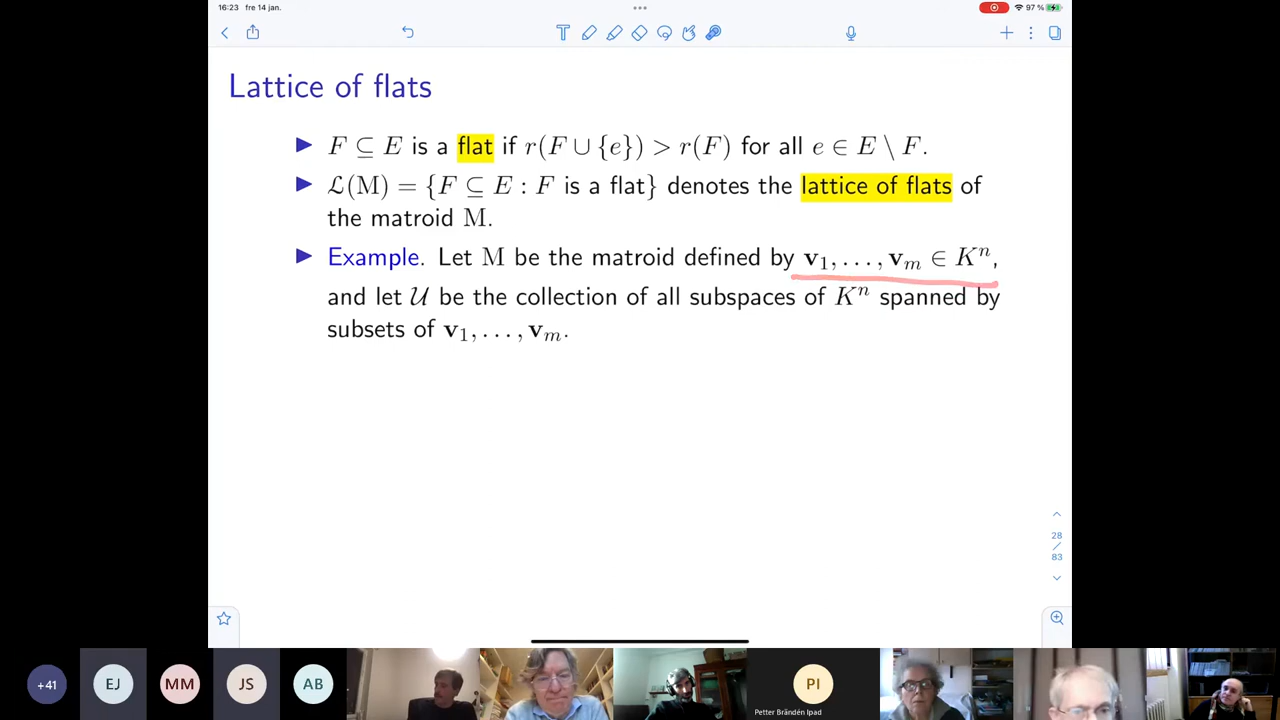 16:23 fre 14 jan.
97 %
Lattice of flats
▶ F ⊆ E is a flat if r(F ∪ {e}) > r(F) for all e ∈ E \ F.
▶ ℒ(M) = {F ⊆ E : F is a flat} denotes the lattice of flats of
the matroid M.
▶ Example. Let M be the matroid defined by v₁, . . . , vₘ ∈ Kⁿ,
and let 𝒰 be the collection of all subspaces of Kⁿ spanned by
subsets of v₁, . . . , vₘ.
28
/
83
+41
EJ
MM
JS
AB
PI
Petter Brändén Ipad